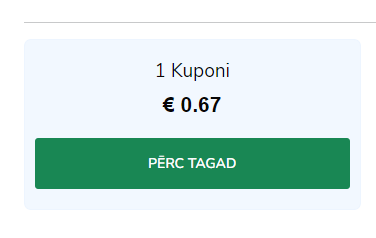 1 Kuponi
€ 0.67
PĒRC TAGAD